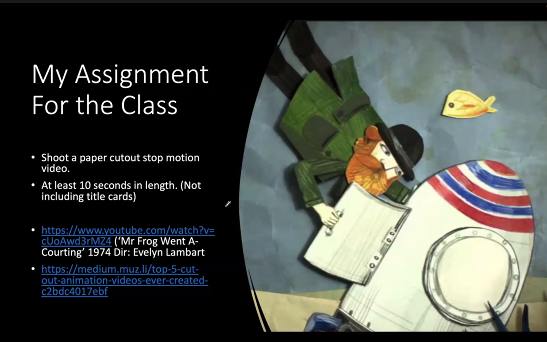 My Assignment
For the Class
• Shoot a paper cutout stop motion
video.
• At least 10 seconds in length. (Not
including title cards)
• https://www.youtube.com/watch?v=
cUoAwd3rMZ4 (‘Mr Frog Went A-
Courting’ 1974 Dir: Evelyn Lambart
• https://medium.muz.li/top-5-cut-
out-animation-videos-ever-created-
c2bdc4017ebf